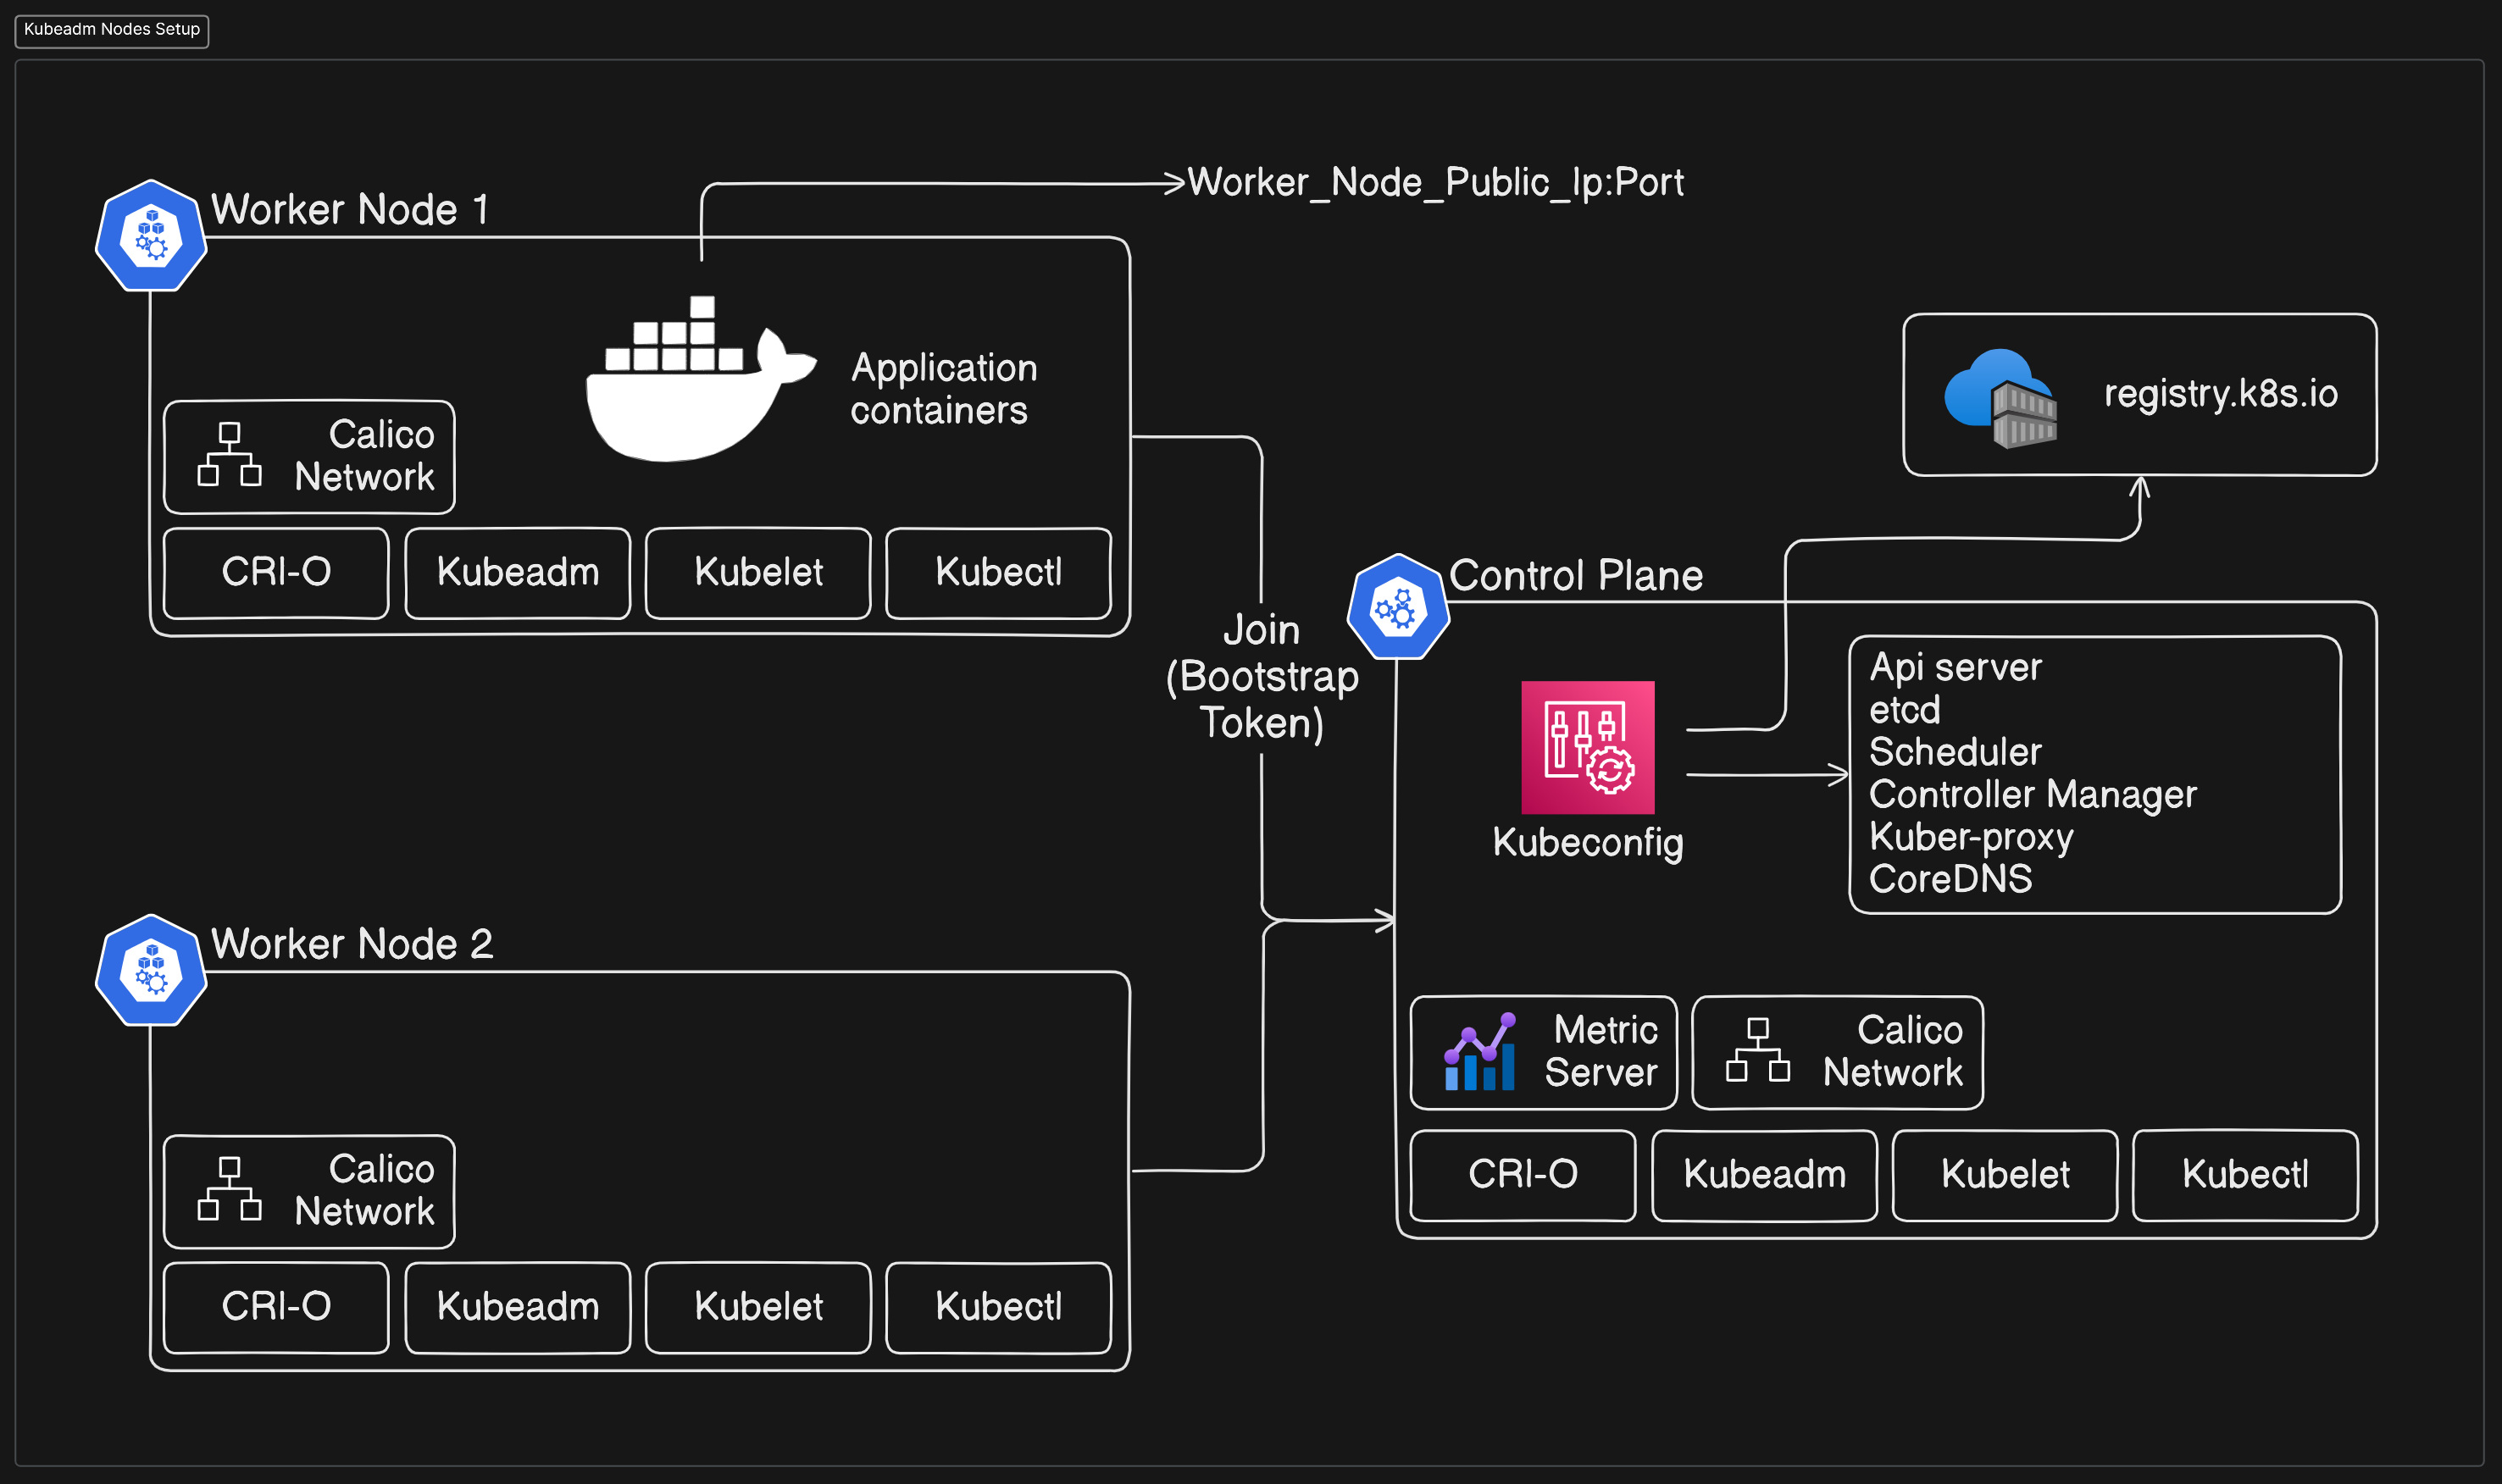 Kubeadm Nodes Setup
Worker_Node_Public_Ip:Port
Worker Node 1
Application
containers
Calico
Network
CRI-O
Kubeadm
Kubelet
Kubectl
registry.k8s.io
Join
(Bootstrap
Token)
Control Plane
Kubeconfig
Api server
etcd
Scheduler
Controller Manager
Kuber-proxy
CoreDNS
Metric
Server
Calico
Network
CRI-O
Kubeadm
Kubelet
Kubectl
Worker Node 2
Calico
Network
CRI-O
Kubeadm
Kubelet
Kubectl